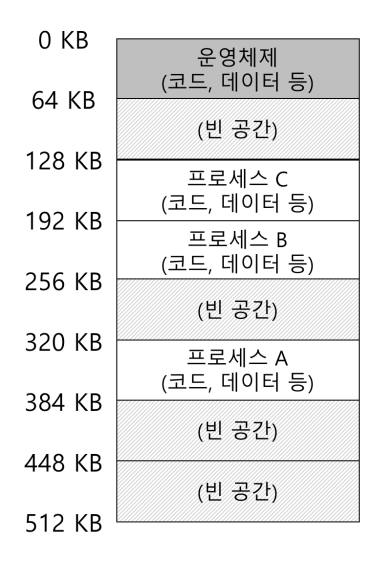 0 KB
운영체제
(코드, 데이터 등)
64 KB
(빈 공간)
128 KB
프로세스 C
(코드, 데이터 등)
192 KB
프로세스 B
(코드, 데이터 등)
256 KB
(빈 공간)
320 KB
프로세스 A
(코드, 데이터 등)
384 KB
(빈 공간)
448 KB
(빈 공간)
512 KB